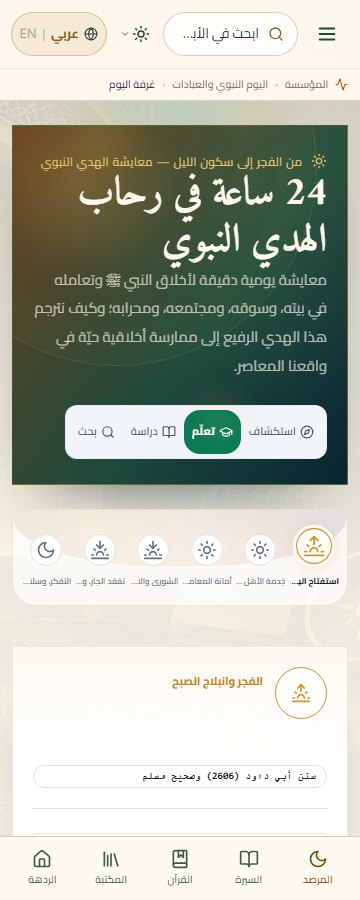 ابحث في الأبـ...
عربي | EN
المؤسسة › اليوم النبوي والعبادات › غرفة اليوم
من الفجر إلى سكون الليل — معايشة الهدي النبوي
24 ساعة في رحاب
الهدي النبوي
معايشة يومية دقيقة لأخلاق النبي ﷺ وتعامله
في بيته، وسوقه، ومجتمعه، ومحرابه؛ وكيف نترجم
هذا الهدي الرفيع إلى ممارسة أخلاقية حيّة في
واقعنا المعاصر.
استكشاف تعلّم دراسة بحث
استفتاح اليـ... خدمة الأهل ... أمانة المعامـ... الشورى والا... تفقد الجار، و... التفكر، وسلا...
الفجر وانبلاج الصبح
سنن أبي داود (2606) وصحيح مسلم
المرصد السيرة القرآن المكتبة الردهة